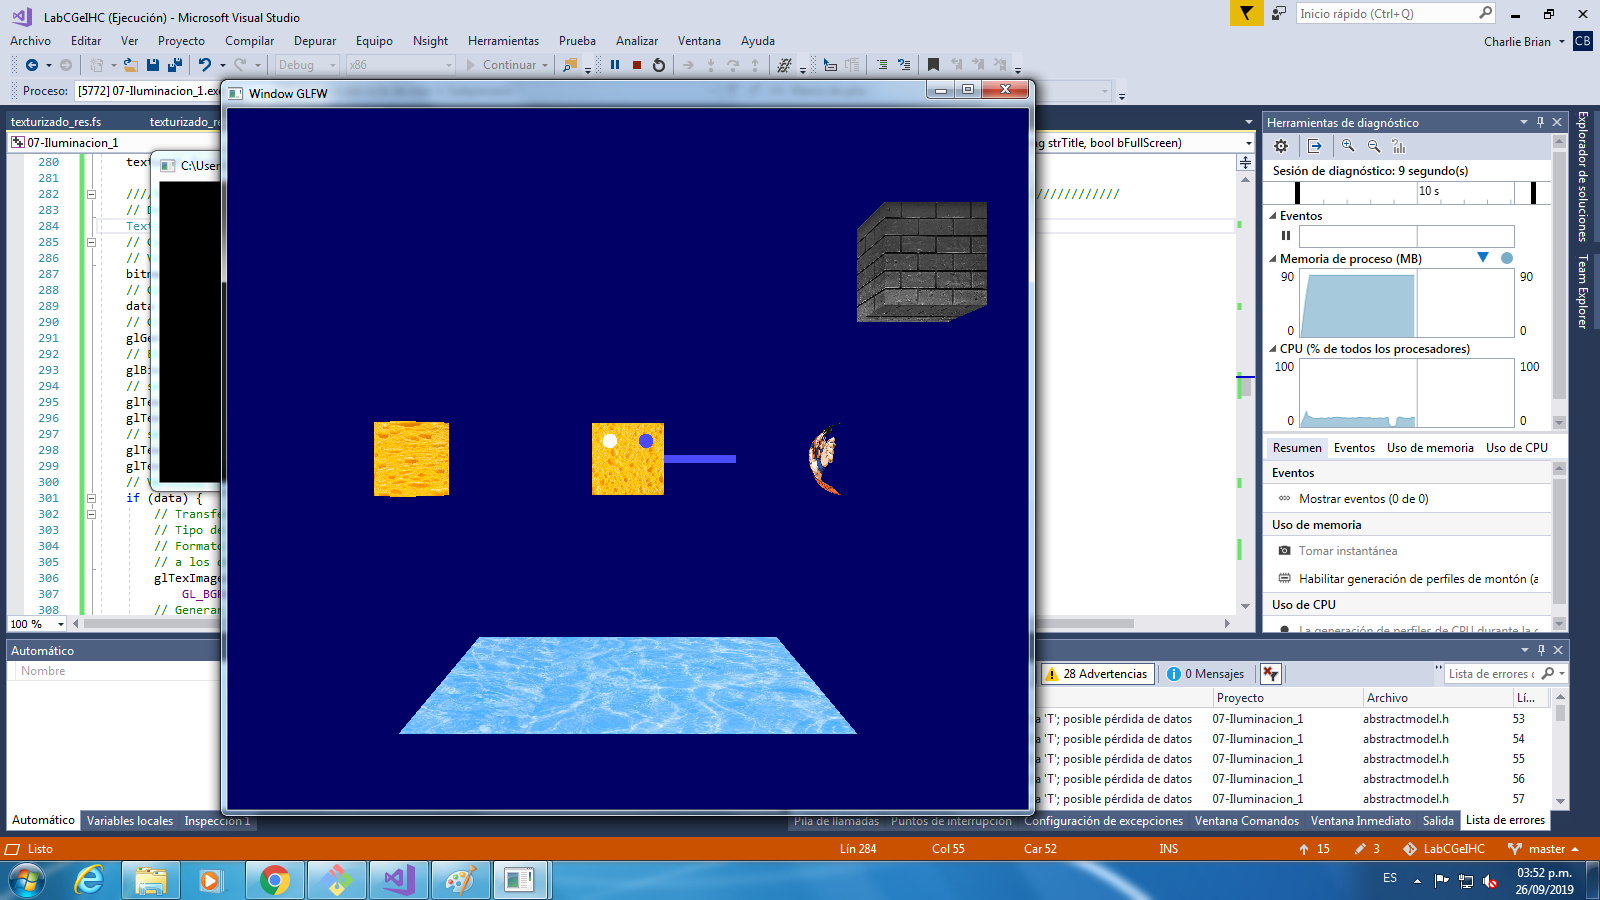 LabCGeIHC (Ejecución) - Microsoft Visual Studio
Inicio rápido (Ctrl+Q)
Archivo Editar Ver Proyecto Compilar Depurar Equipo Nsight Herramientas Prueba Analizar Ventana Ayuda
Charlie Brian CB
Debug x86 Continuar
Proceso: [5772] 07-Iluminacion_1.exe
Window GLFW
texturizado_res.fs texturizado_re
07-Iluminacion_1
ng strTitle, bool bFullScreen)
C:\User
280 text
281
282 //// ////////////
283 // D
284 Text
285 // C
286 // V
287 bitm
288 // C
289 data
290 // C
291 glGe
292 // E
293 glBi
294 // s
295 glTe
296 glTe
297 // s
298 glTe
299 glTe
300 // V
301 if (data) {
302 // Transfe
303 // Tipo de
304 // Formato
305 // a los d
306 glTexImage
307 GL_BGR
308 // Generar
100 %
Herramientas de diagnóstico
Sesión de diagnóstico: 9 segundo(s)
10 s
Eventos
Memoria de proceso (MB)
90 90
0 0
CPU (% de todos los procesadores)
100 100
0 0
Resumen Eventos Uso de memoria Uso de CPU
Eventos
Mostrar eventos (0 de 0)
Uso de memoria
Tomar instantánea
Habilitar generación de perfiles de montón (a
Uso de CPU
La generación de perfiles de CPU durante la
Explorador de soluciones
Team Explorer
Automático
Nombre
28 Advertencias 0 Mensajes
Lista de errores
Proyecto Archivo Lí...
a 'T'; posible pérdida de datos 07-Iluminacion_1 abstractmodel.h 53
a 'T'; posible pérdida de datos 07-Iluminacion_1 abstractmodel.h 54
a 'T'; posible pérdida de datos 07-Iluminacion_1 abstractmodel.h 55
a 'T'; posible pérdida de datos 07-Iluminacion_1 abstractmodel.h 56
a 'T'; posible pérdida de datos 07-Iluminacion_1 abstractmodel.h 57
Automático Variables locales Inspección 1
Pila de llamadas Puntos de interrupción Configuración de excepciones Ventana Comandos Ventana Inmediato Salida Lista de errores
Listo
Lín 284 Col 55 Car 52 INS
15 3 LabCGeIHC master
ES
03:52 p.m.
26/09/2019